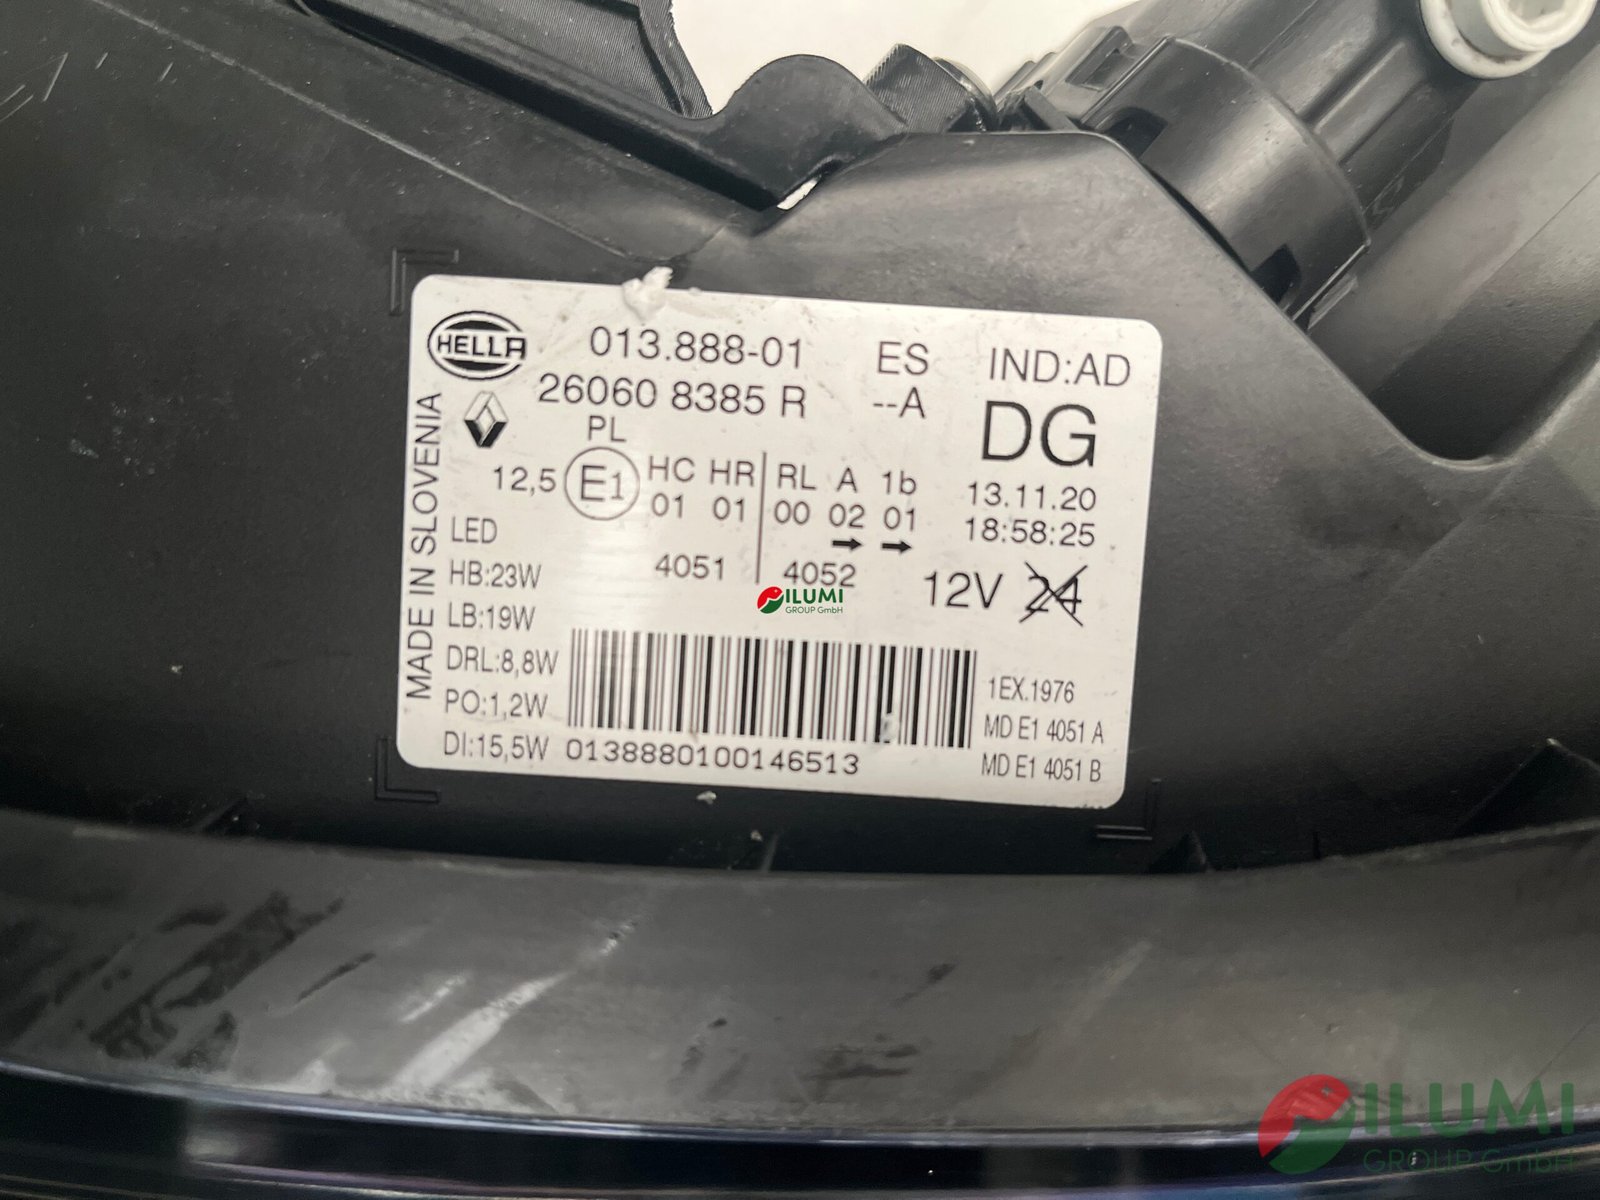 HELLA 013.888-01 ES IND:AD
26060 8385 R --A DG
PL
12,5 E1 HC HR RL A 1b 13.11.20
01 01 00 02 01 18:58:25
LED
4051 4052 12V 24
HB:23W
LB:19W
DRL:8,8W
PO:1,2W
DI:15,5W
MADE IN SLOVENIA
0138880100146513
1EX.1976
MD E1 4051 A
MD E1 4051 B
ILUMI
GROUP GmbH
ILUMI
GROUP GmbH